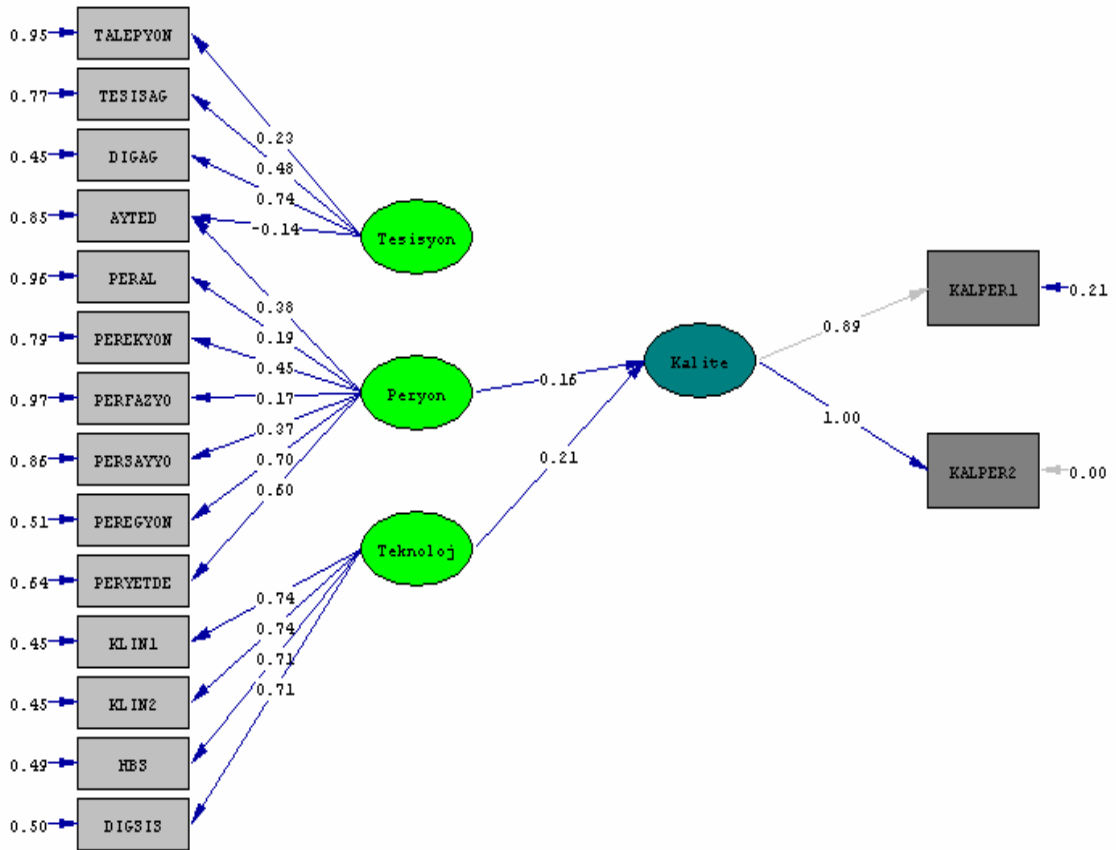 0.95 TALEPYON
0.77 TESISAG
0.23
0.48
0.45 DIGAG
0.74
0.85 AYTED
-0.14
Tesisyon
0.96 PERAL
0.38
0.79 PEREKYON
0.19
0.45
0.97 PERFAZYO
0.17
Peryon
0.37
0.86 PERSAYYO
0.70
0.60
0.51 PEREGYON
0.64 PERYETDE
Teknoloj
0.74
0.45 KLIN1
0.74
0.71
0.45 KLIN2
0.71
0.49 HBS
0.50 DIGSIS
0.16
0.21
Kalite
0.89
1.00
KALPER1 0.21
KALPER2 0.00